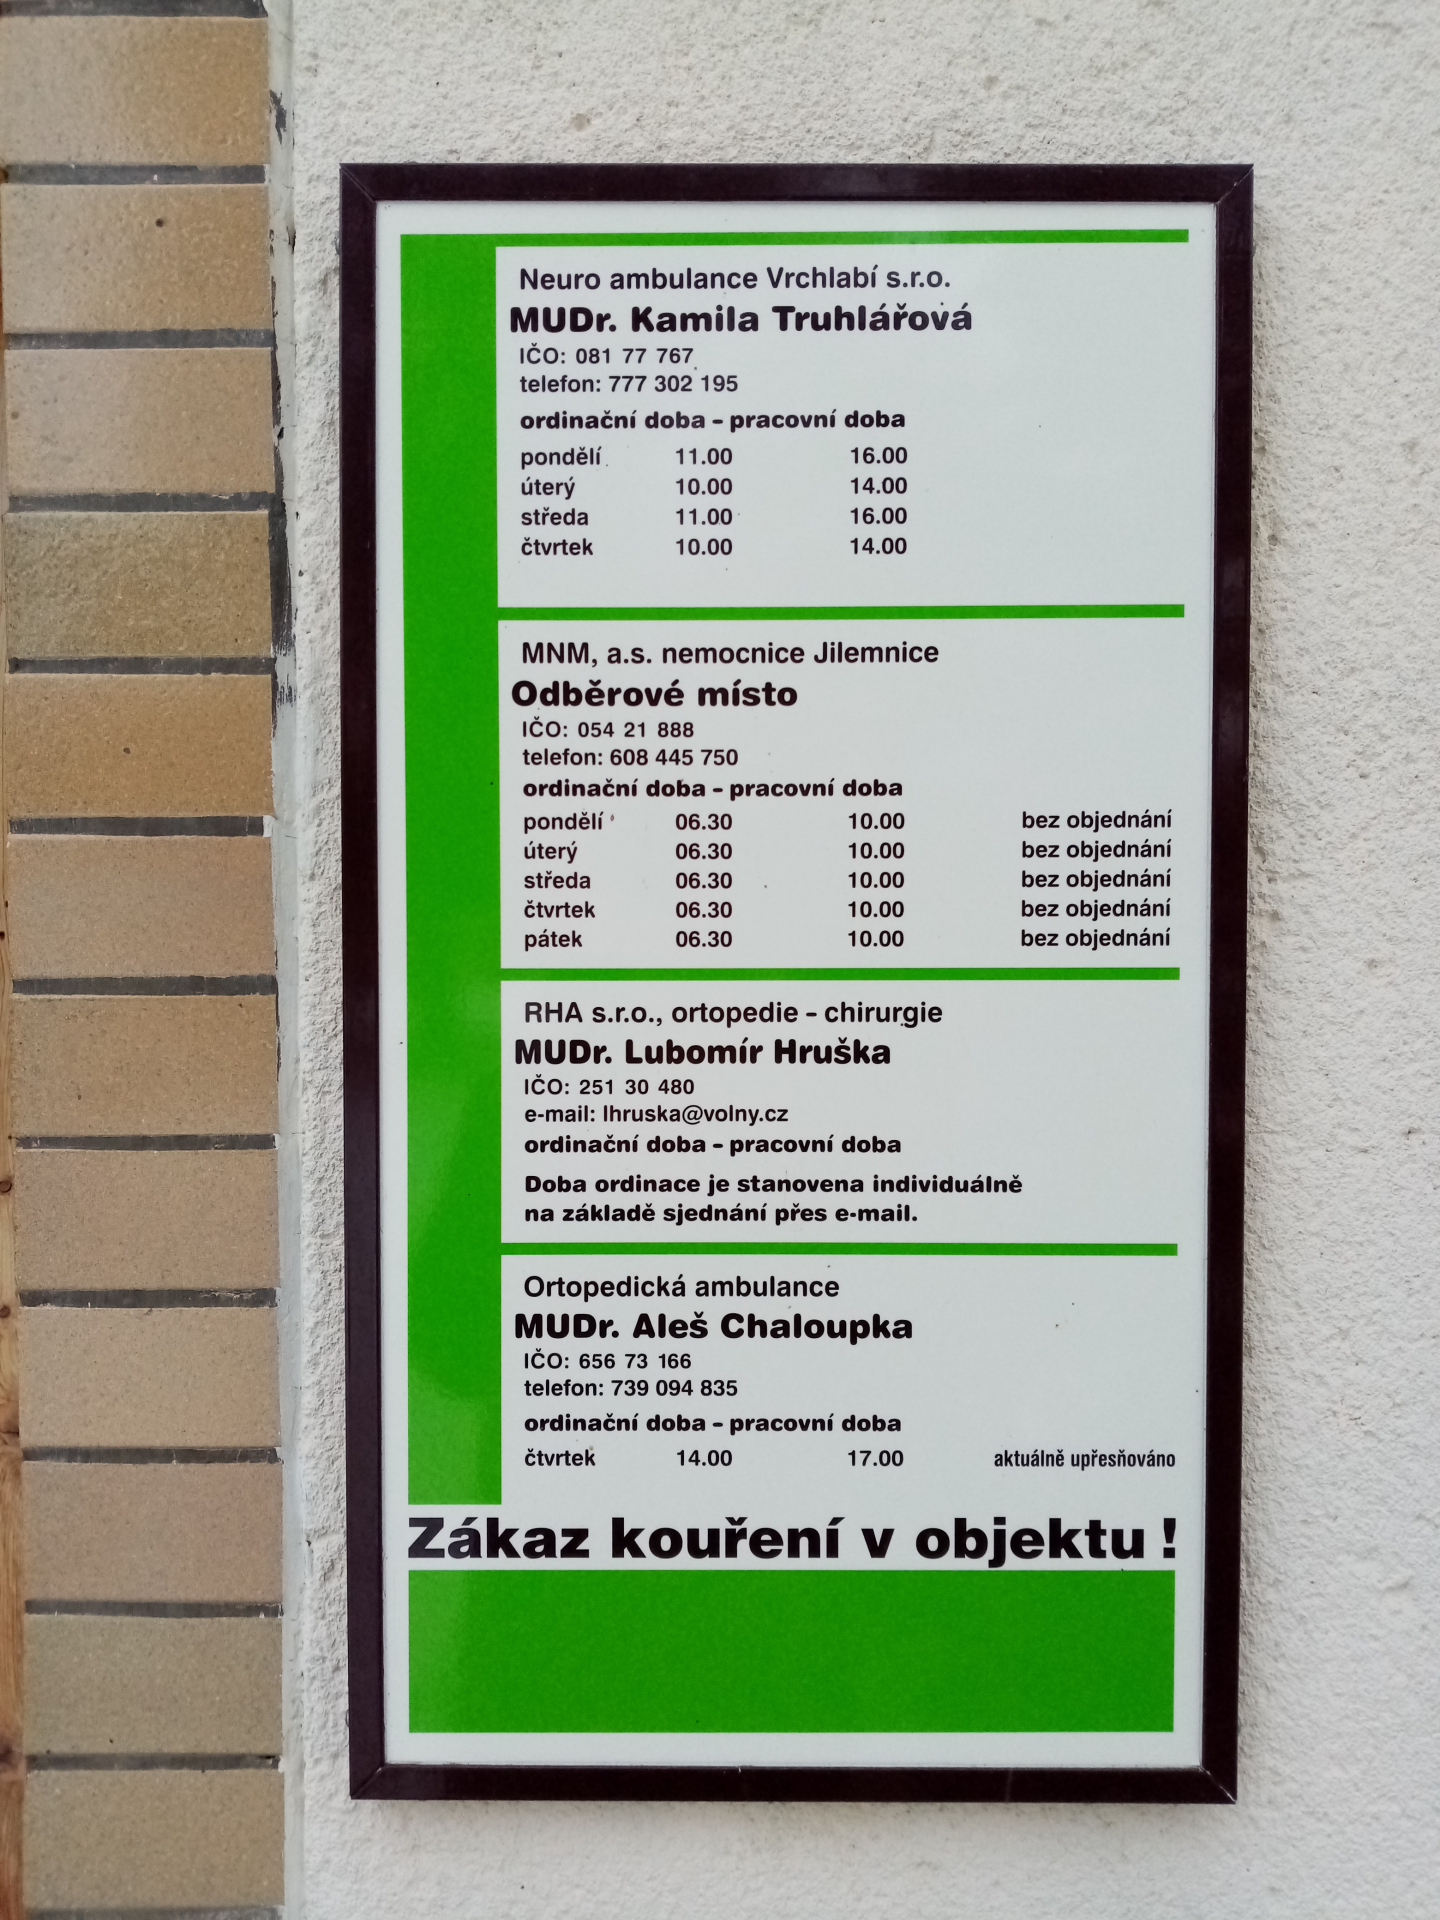 Neuro ambulance Vrchlabí s.r.o.
MUDr. Kamila Truhlářová
IČO: 081 77 767
telefon: 777 302 195
ordinační doba - pracovní doba
pondělí 11.00 16.00
úterý 10.00 14.00
středa 11.00 16.00
čtvrtek 10.00 14.00
MNM, a.s. nemocnice Jilemnice
Odběrové místo
IČO: 054 21 888
telefon: 608 445 750
ordinační doba - pracovní doba
pondělí 06.30 10.00 bez objednání
úterý 06.30 10.00 bez objednání
středa 06.30 10.00 bez objednání
čtvrtek 06.30 10.00 bez objednání
pátek 06.30 10.00 bez objednání
RHA s.r.o., ortopedie - chirurgie
MUDr. Lubomír Hruška
IČO: 251 30 480
e-mail: lhruska@volny.cz
ordinační doba - pracovní doba
Doba ordinace je stanovena individuálně
na základě sjednání přes e-mail.
Ortopedická ambulance
MUDr. Aleš Chaloupka
IČO: 656 73 166
telefon: 739 094 835
ordinační doba - pracovní doba
čtvrtek 14.00 17.00 aktuálně upřesňováno
Zákaz kouření v objektu !